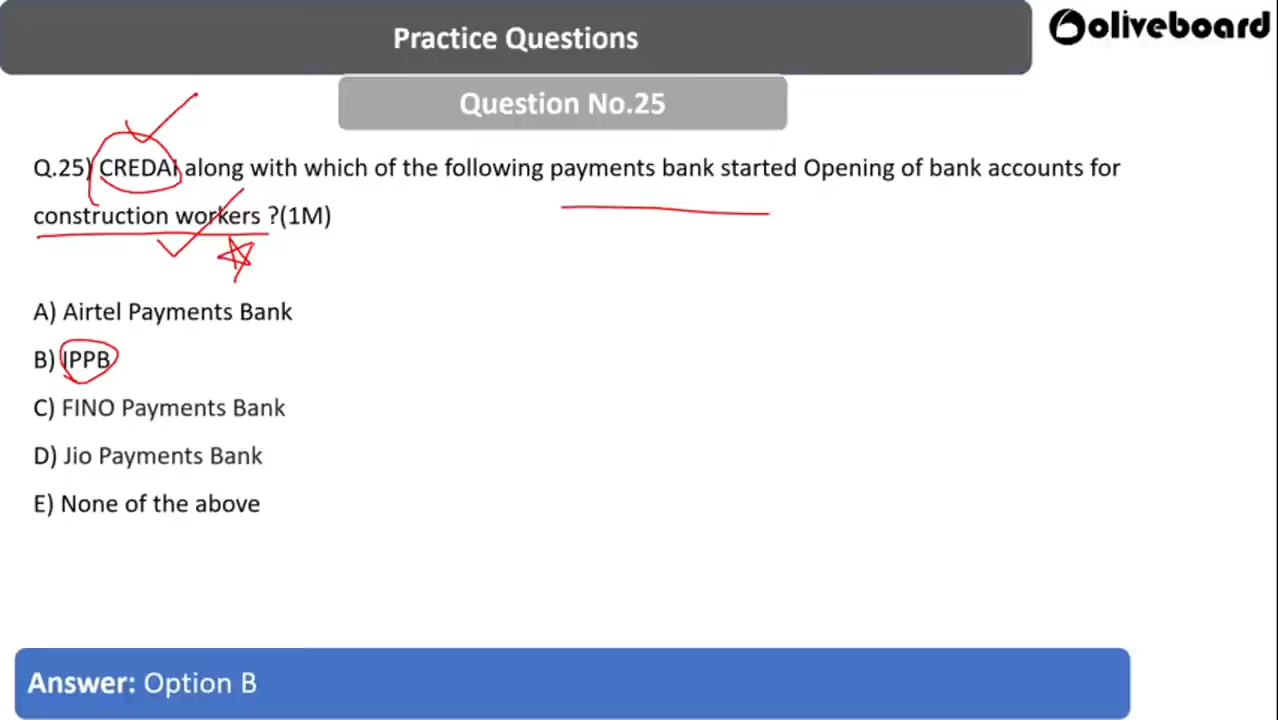 Practice Questions
oliveboard
Question No.25
Q.25) CREDAI along with which of the following payments bank started Opening of bank accounts for
construction workers ?(1M)
A) Airtel Payments Bank
B) IPPB
C) FINO Payments Bank
D) Jio Payments Bank
E) None of the above
Answer: Option B